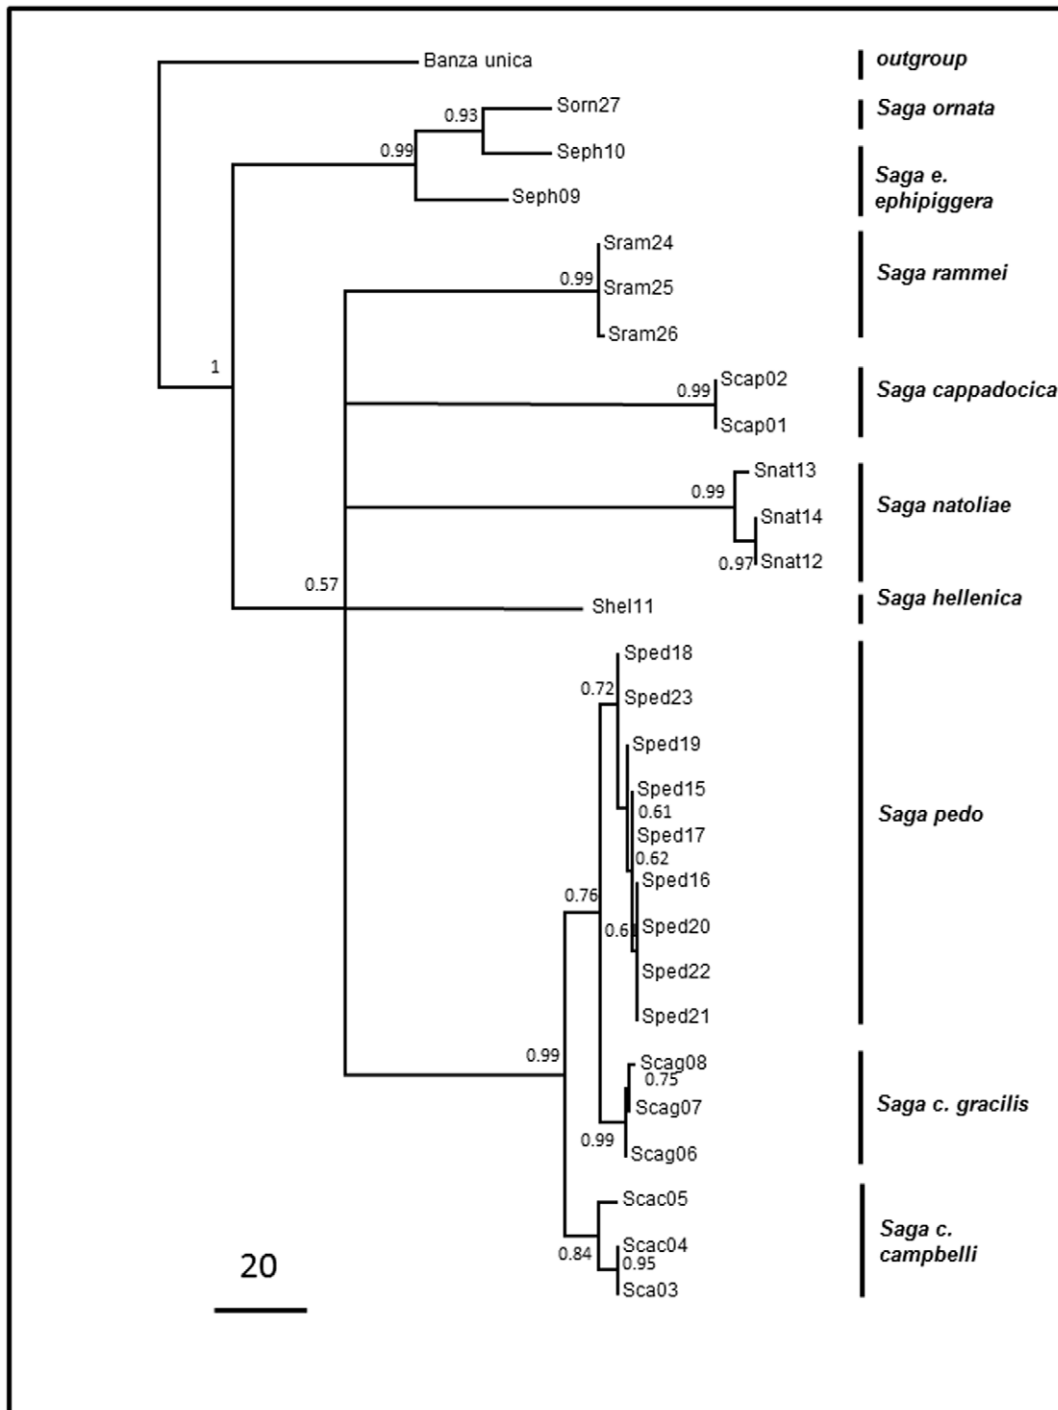 Banza unica
outgroup
Sorn27
Saga ornata
0.93
0.99
Seph10
Saga e.
ephipiggera
Seph09
Sram24
Saga rammei
0.99
Sram25
Sram26
1
Scap02
Saga cappadocica
0.99
Scap01
Snat13
0.99
Saga natoliae
Snat14
0.97
Snat12
0.57
Saga hellenica
Shel11
Sped18
0.72
Sped23
Sped19
Sped15
0.61
Saga pedo
Sped17
0.62
Sped16
0.76
0.6
Sped20
Sped22
Sped21
0.99
Scag08
0.75
Saga c. gracilis
Scag07
0.99
Scag06
Scac05
Saga c.
campbelli
Scac04
0.84
0.95
Sca03
20